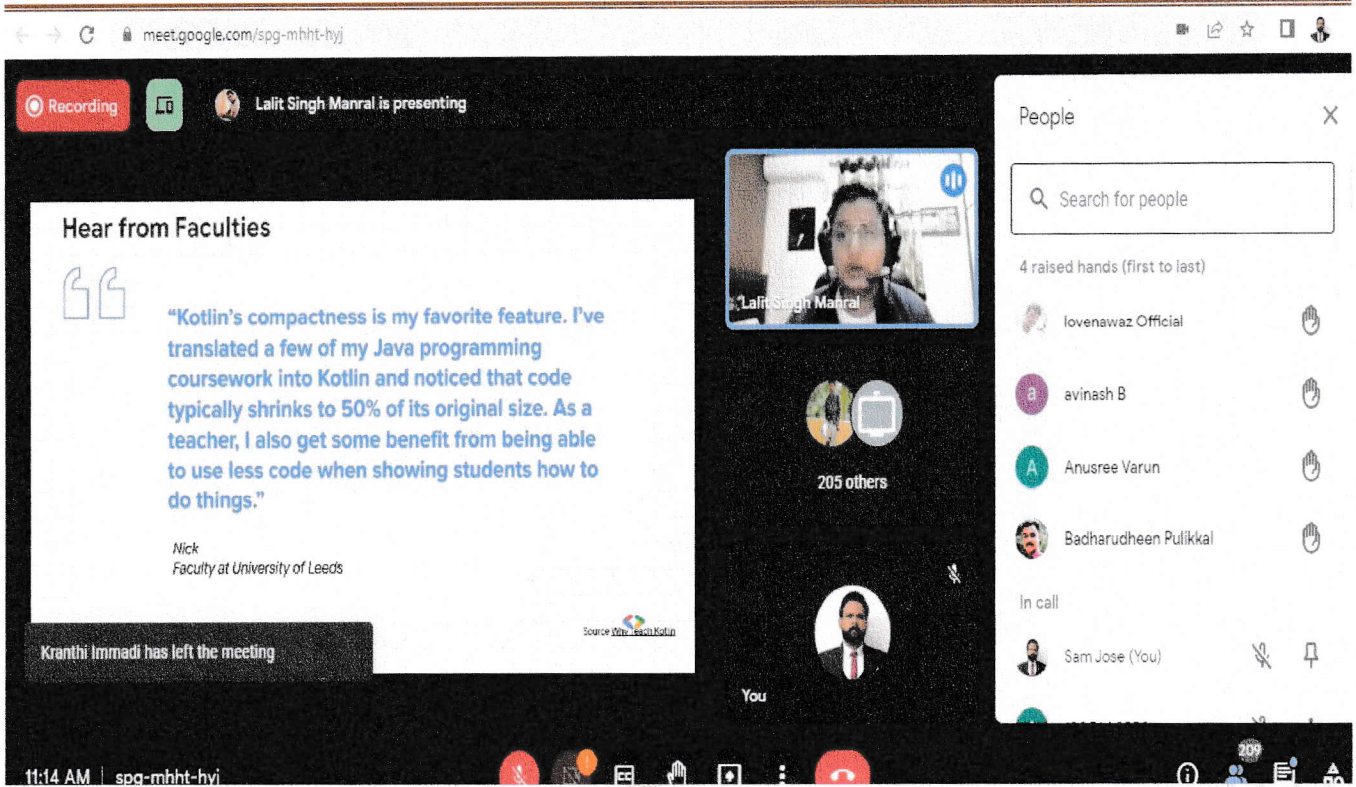 meet.google.com/spg-mhht-hyj
Recording
Lalit Singh Manral is presenting
Hear from Faculties
"Kotlin's compactness is my favorite feature. I've
translated a few of my Java programming
coursework into Kotlin and noticed that code
typically shrinks to 50% of its original size. As a
teacher, I also get some benefit from being able
to use less code when showing students how to
do things."
Nick
Faculty at University of Leeds
Source Why Teach Kotlin
Kranthi Immadi has left the meeting
Lalit Singh Manral
205 others
You
People
Search for people
4 raised hands (first to last)
lovenawaz Official
a
avinash B
A
Anusree Varun
Badharudheen Pulikkal
In call
Sam Jose (You)
11:14 AM
spg-mhht-hyj
CC
209